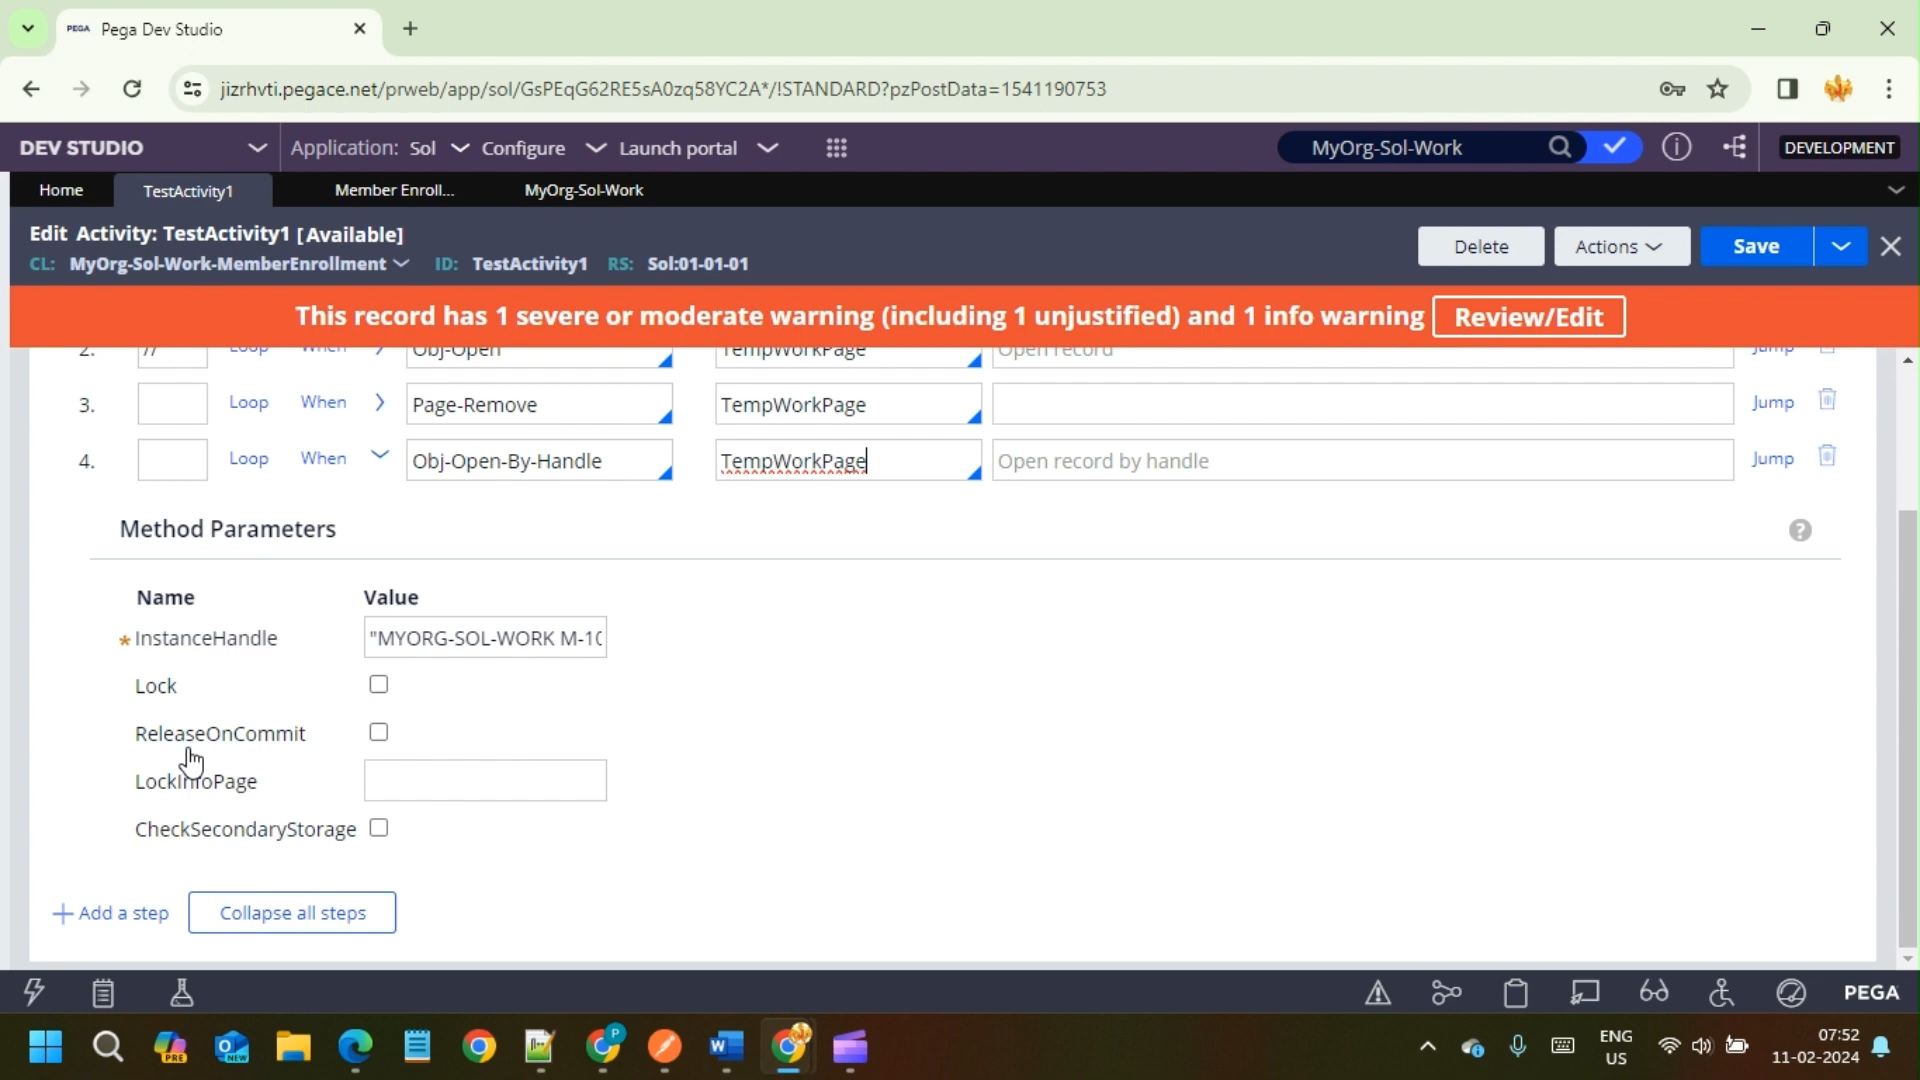 PEGA Pega Dev Studio
jizrhvti.pegace.net/prweb/app/sol/GsPEqG62RE5sA0zq58YC2A*/!STANDARD?pzPostData=1541190753
DEV STUDIO Application: Sol Configure Launch portal MyOrg-Sol-Work DEVELOPMENT
Home TestActivity1 Member Enroll... MyOrg-Sol-Work
Edit Activity: TestActivity1 [Available] Delete Actions Save
CL: MyOrg-Sol-Work-MemberEnrollment ID: TestActivity1 RS: Sol:01-01-01
This record has 1 severe or moderate warning (including 1 unjustified) and 1 info warning Review/Edit
2. // Loop When Obj-Open TempWorkPage Open record Jump
3. Loop When Page-Remove TempWorkPage Jump
4. Loop When Obj-Open-By-Handle TempWorkPage Open record by handle Jump
Method Parameters
Name Value
* InstanceHandle "MYORG-SOL-WORK M-10
Lock
ReleaseOnCommit
LockInfoPage
CheckSecondaryStorage
+ Add a step Collapse all steps
PEGA
ENG 07:52
US 11-02-2024